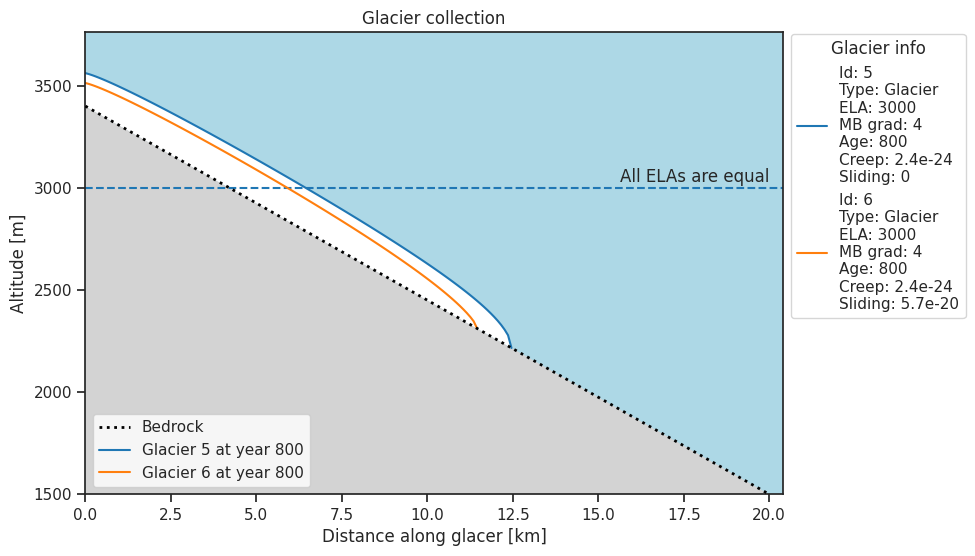 Glacier collection
Altitude [m]
3500
3000
2500
2000
1500
All ELAs are equal
Bedrock
Glacier 5 at year 800
Glacier 6 at year 800
0.0 2.5 5.0 7.5 10.0 12.5 15.0 17.5 20.0
Distance along glacer [km]
Glacier info
Id: 5
Type: Glacier
ELA: 3000
MB grad: 4
Age: 800
Creep: 2.4e-24
Sliding: 0
Id: 6
Type: Glacier
ELA: 3000
MB grad: 4
Age: 800
Creep: 2.4e-24
Sliding: 5.7e-20